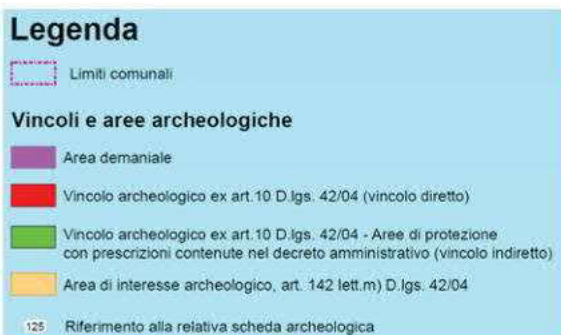 Legenda
Limiti comunali
Vincoli e aree archeologiche
Area demaniale
Vincolo archeologico ex art.10 D.lgs. 42/04 (vincolo diretto)
Vincolo archeologico ex art.10 D.lgs. 42/04 - Aree di protezione
con prescrizioni contenute nel decreto amministrativo (vincolo indiretto)
Area di interesse archeologico, art. 142 lett.m) D.lgs. 42/04
125 Riferimento alla relativa scheda archeologica